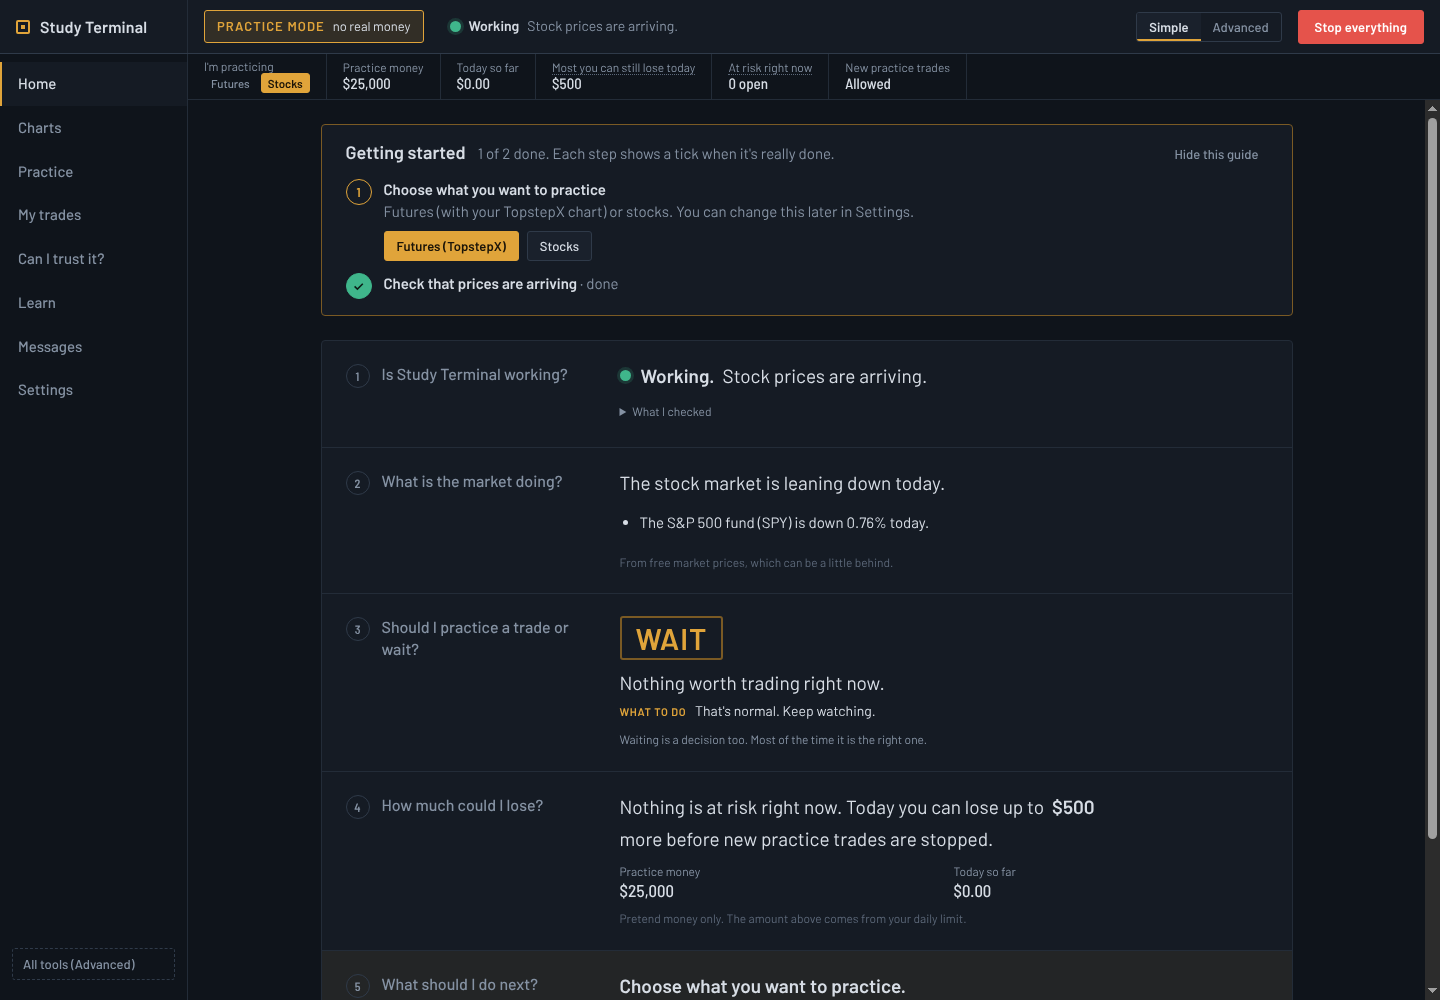 Study Terminal
PRACTICE MODE no real money
Working Stock prices are arriving.
Simple
Advanced
Stop everything
I'm practicing
Futures Stocks
Practice money
$25,000
Today so far
$0.00
Most you can still lose today
$500
At risk right now
0 open
New practice trades
Allowed
Home
Charts
Practice
My trades
Can I trust it?
Learn
Messages
Settings
All tools (Advanced)
Getting started 1 of 2 done. Each step shows a tick when it's really done.
Hide this guide
1 Choose what you want to practice
Futures (with your TopstepX chart) or stocks. You can change this later in Settings.
Futures (TopstepX) Stocks
Check that prices are arriving · done
1 Is Study Terminal working?
Working. Stock prices are arriving.
What I checked
2 What is the market doing?
The stock market is leaning down today.
The S&P 500 fund (SPY) is down 0.76% today.
From free market prices, which can be a little behind.
3 Should I practice a trade or
wait?
WAIT
Nothing worth trading right now.
WHAT TO DO That's normal. Keep watching.
Waiting is a decision too. Most of the time it is the right one.
4 How much could I lose?
Nothing is at risk right now. Today you can lose up to $500
more before new practice trades are stopped.
Practice money
$25,000
Today so far
$0.00
Pretend money only. The amount above comes from your daily limit.
5 What should I do next?
Choose what you want to practice.